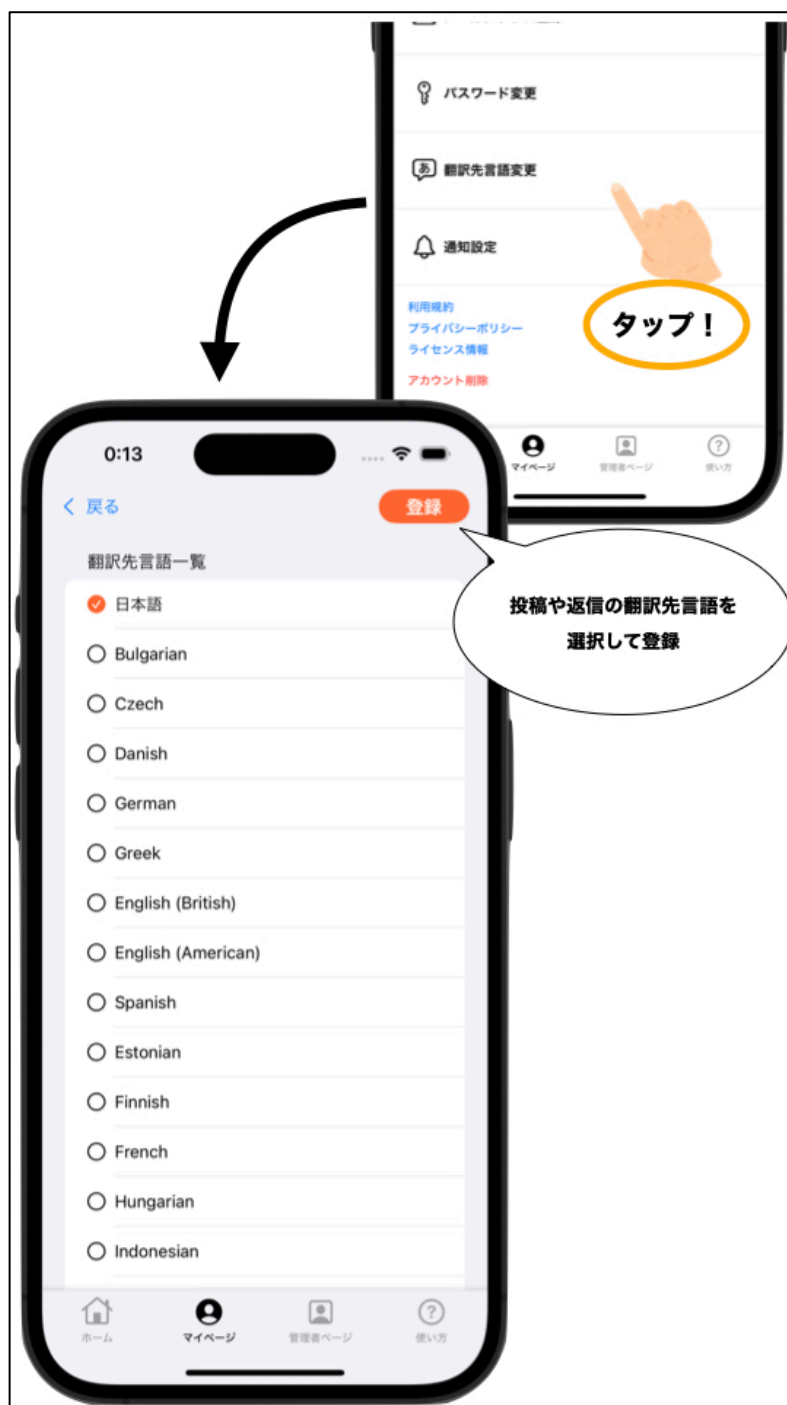 パスワード変更
翻訳先言語変更
通知設定
利用規約
プライバシーポリシー
ライセンス情報
アカウント削除
タップ！
マイページ
管理者ページ
使い方
0:13
戻る
登録
翻訳先言語一覧
日本語
Bulgarian
Czech
Danish
German
Greek
English (British)
English (American)
Spanish
Estonian
Finnish
French
Hungarian
Indonesian
投稿や返信の翻訳先言語を
選択して登録
ホーム
マイページ
管理者ページ
使い方